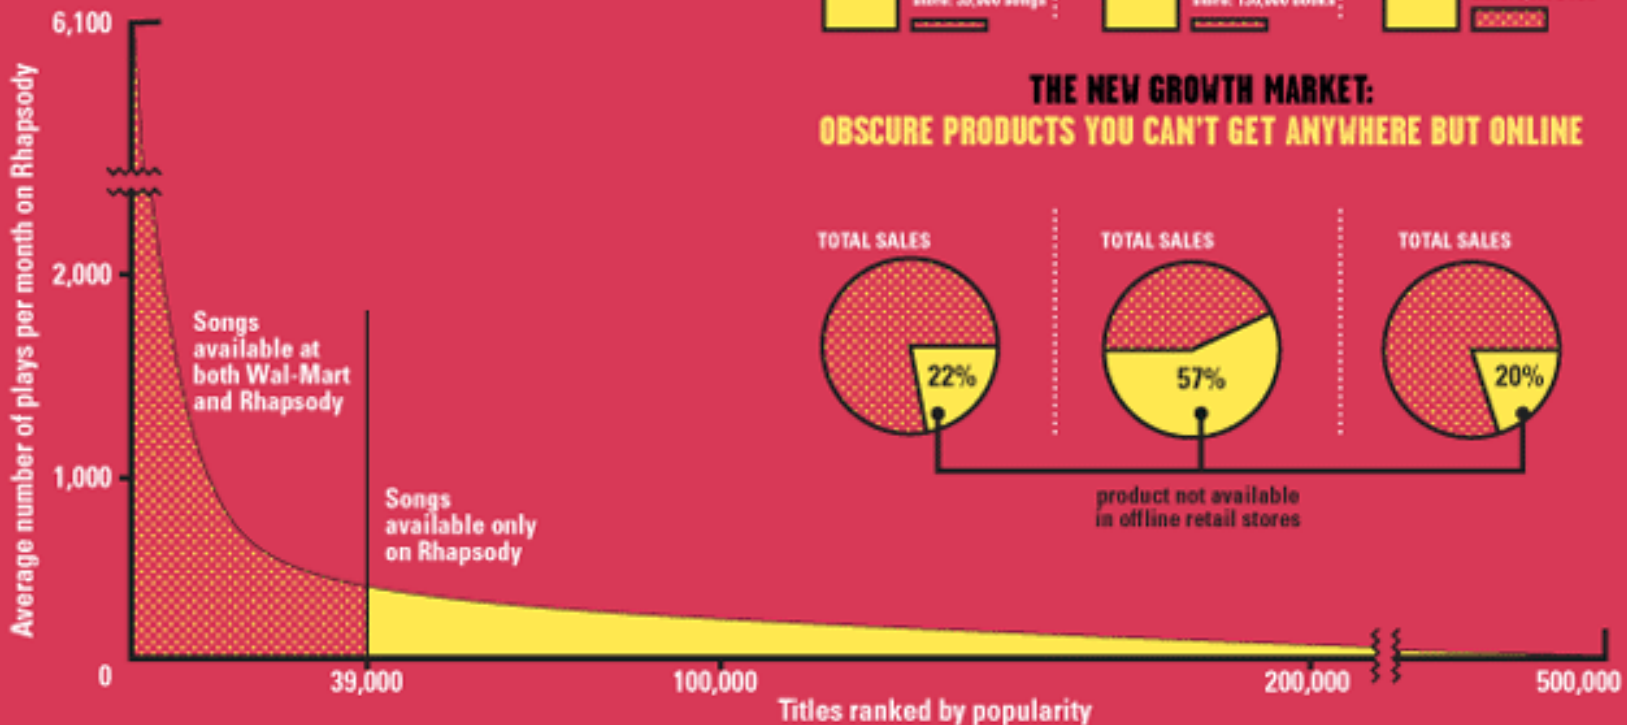 6,100
2,000
1,000
0
Average number of plays per month on Rhapsody
Songs
available at
both Wal-Mart
and Rhapsody
Songs
available only
on Rhapsody
39,000
100,000
200,000
500,000
Titles ranked by popularity
THE NEW GROWTH MARKET:
OBSCURE PRODUCTS YOU CAN'T GET ANYWHERE BUT ONLINE
TOTAL SALES
TOTAL SALES
TOTAL SALES
22%
57%
20%
product not available
in offline retail stores